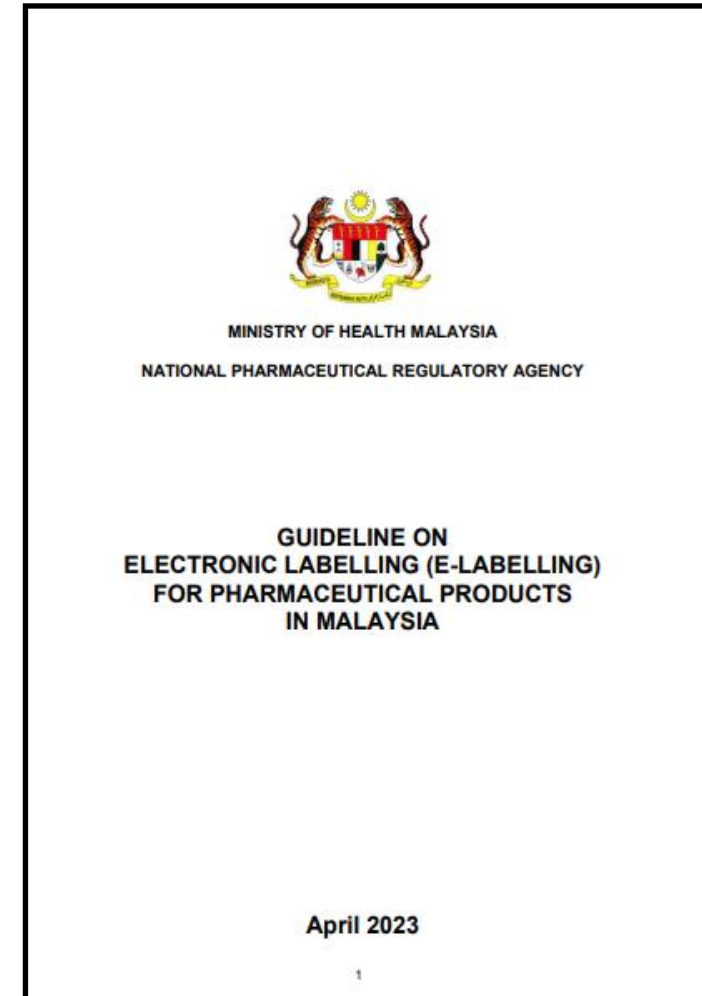 MINISTRY OF HEALTH MALAYSIA
NATIONAL PHARMACEUTICAL REGULATORY AGENCY
GUIDELINE ON
ELECTRONIC LABELLING (E-LABELLING)
FOR PHARMACEUTICAL PRODUCTS
IN MALAYSIA
April 2023
1